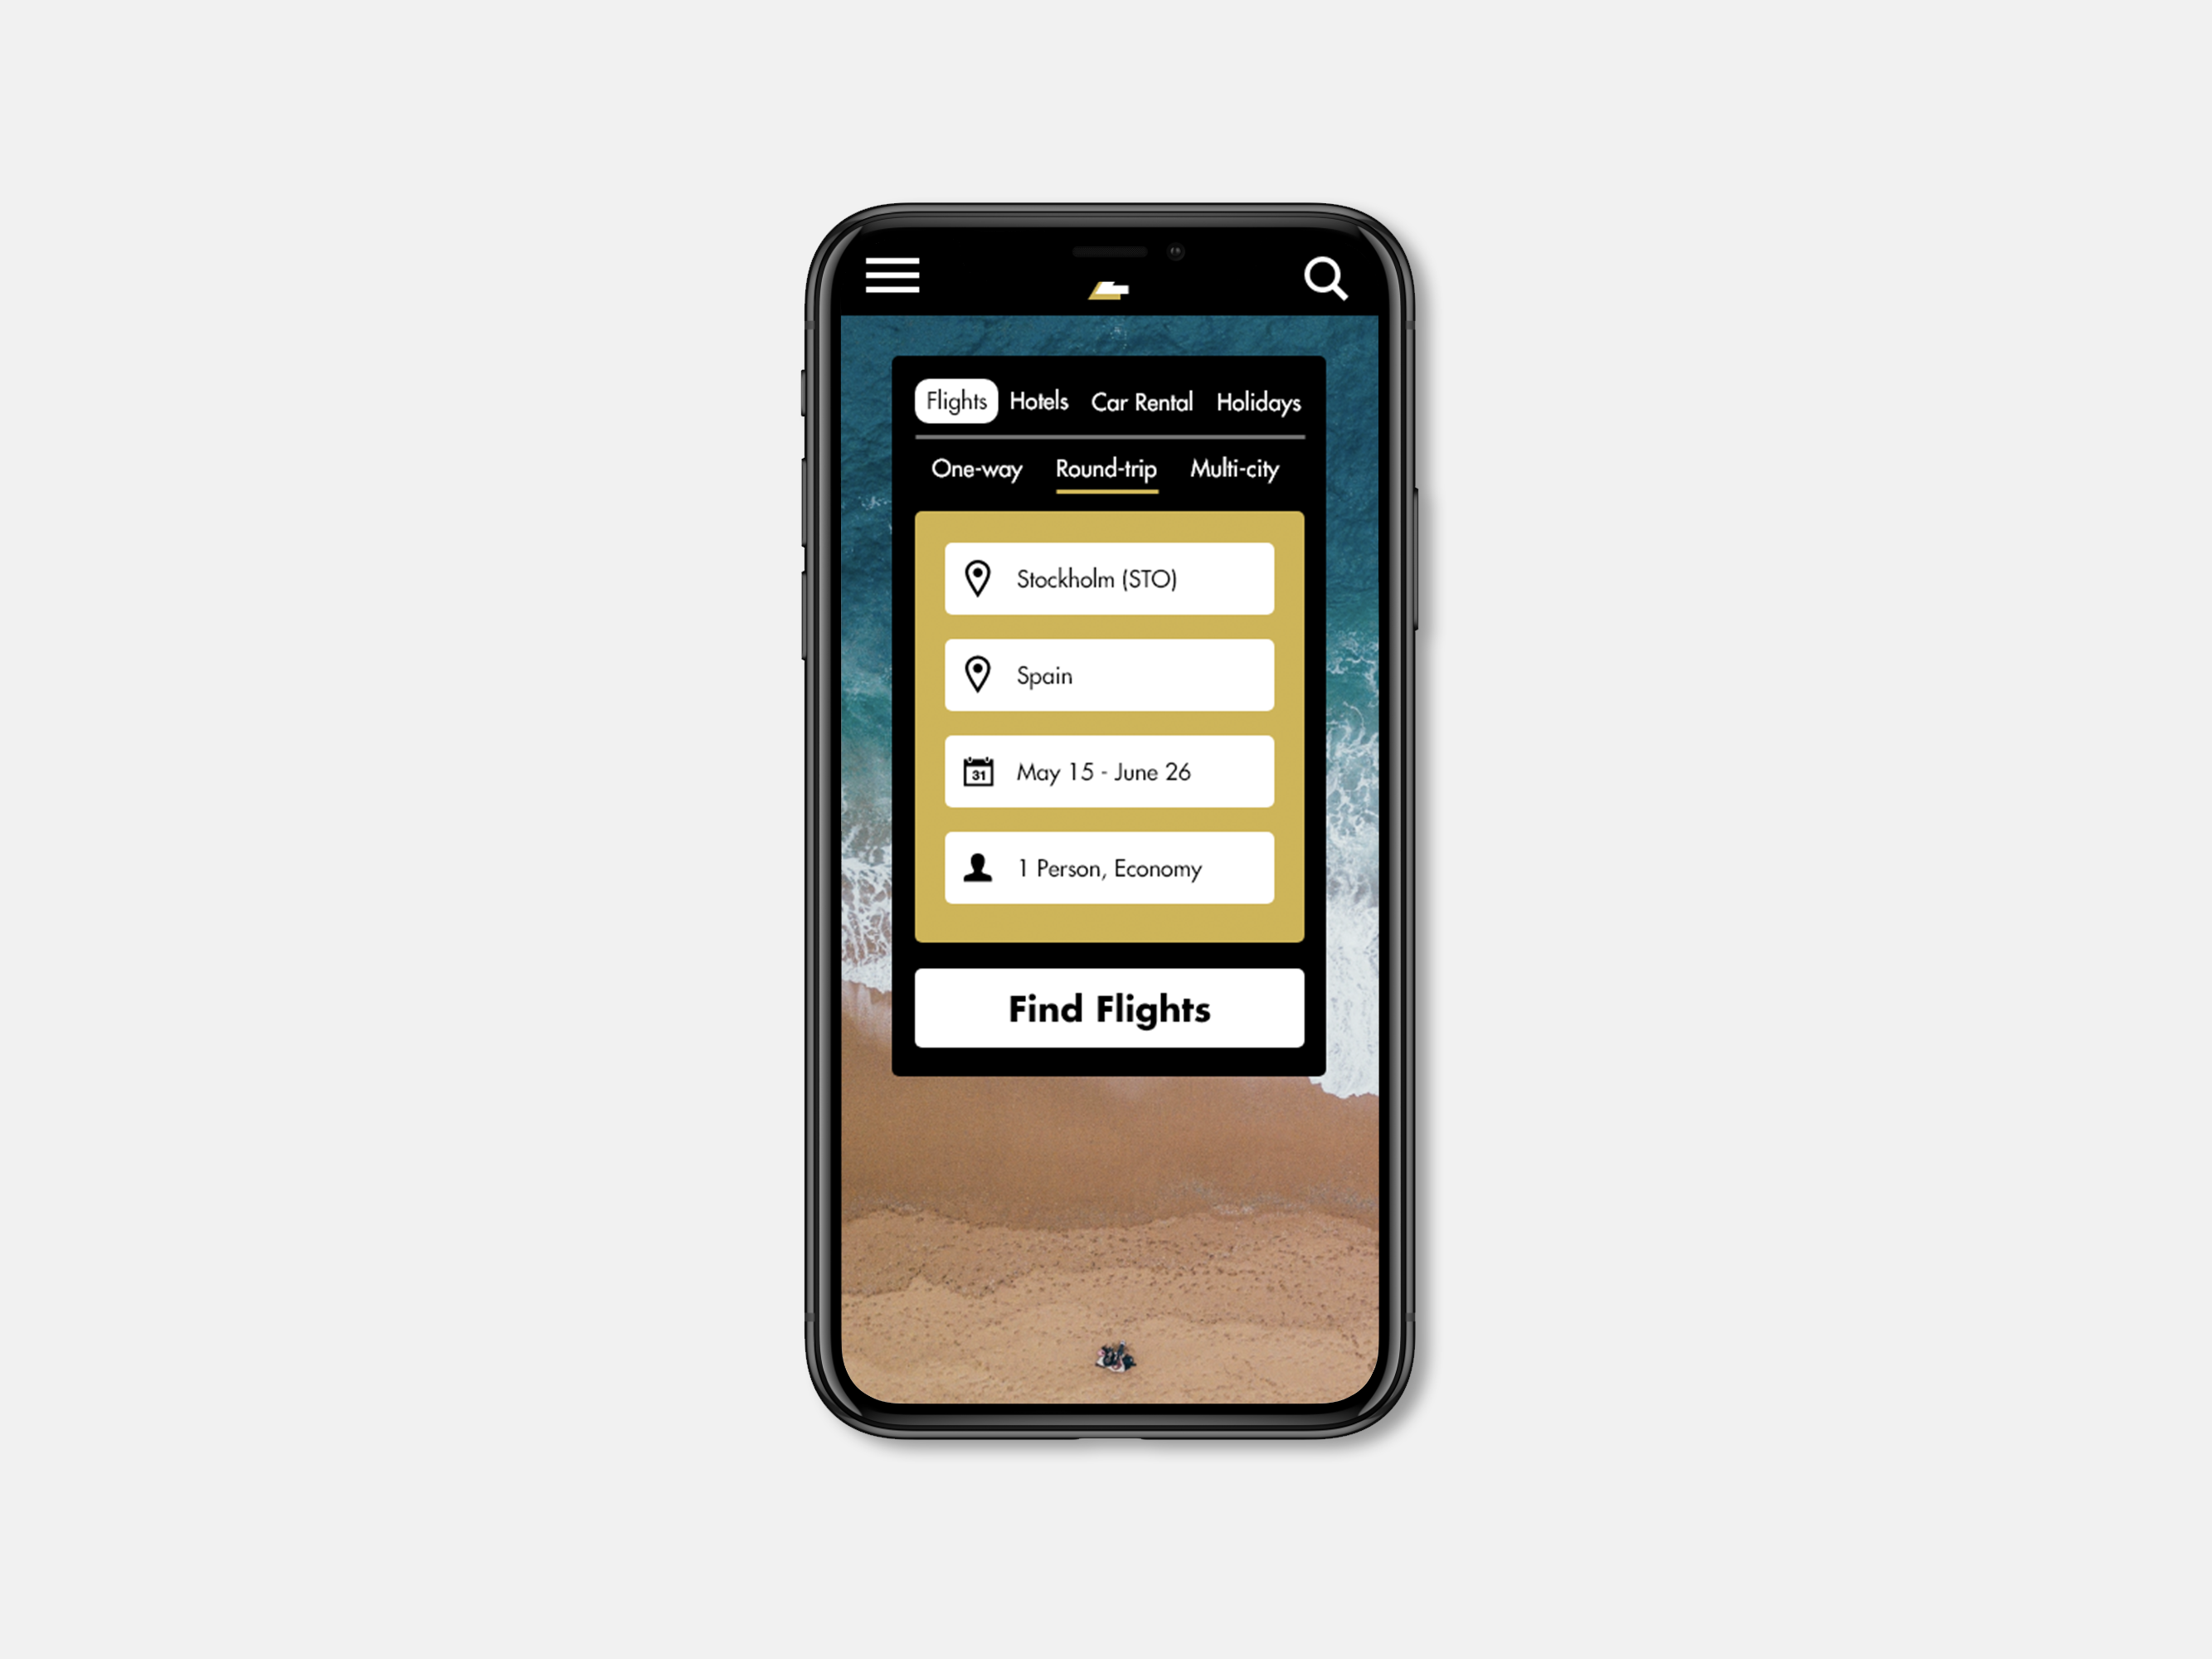 Flights Hotels Car Rental Holidays
One-way Round-trip Multi-city
Stockholm (STO)
Spain
31 May 15 - June 26
1 Person, Economy
Find Flights